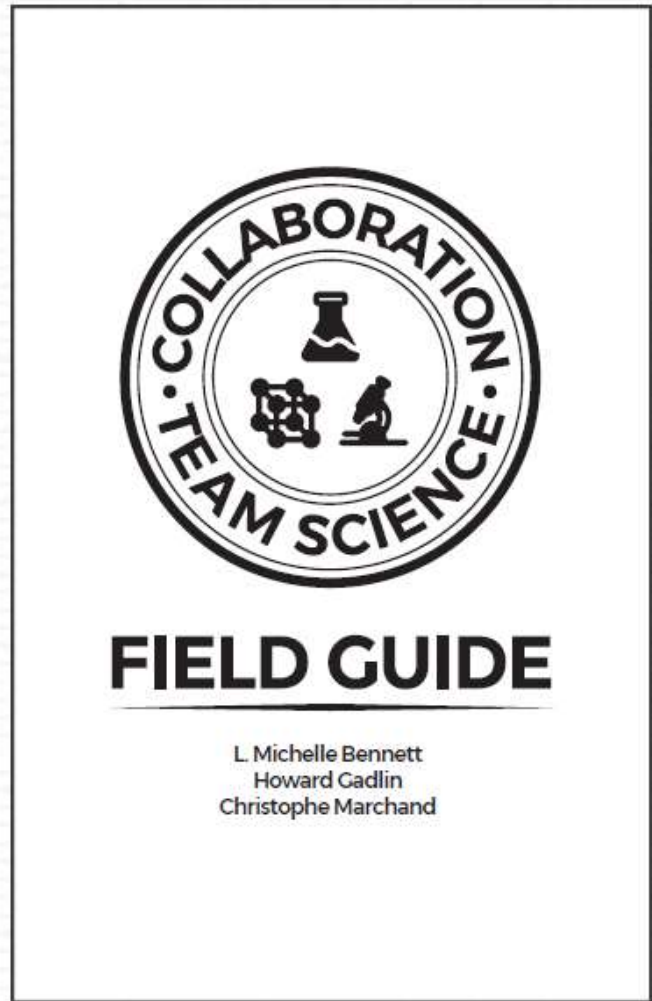 · COLLABORATION ·
TEAM SCIENCE
FIELD GUIDE
L. Michelle Bennett
Howard Gadlin
Christophe Marchand